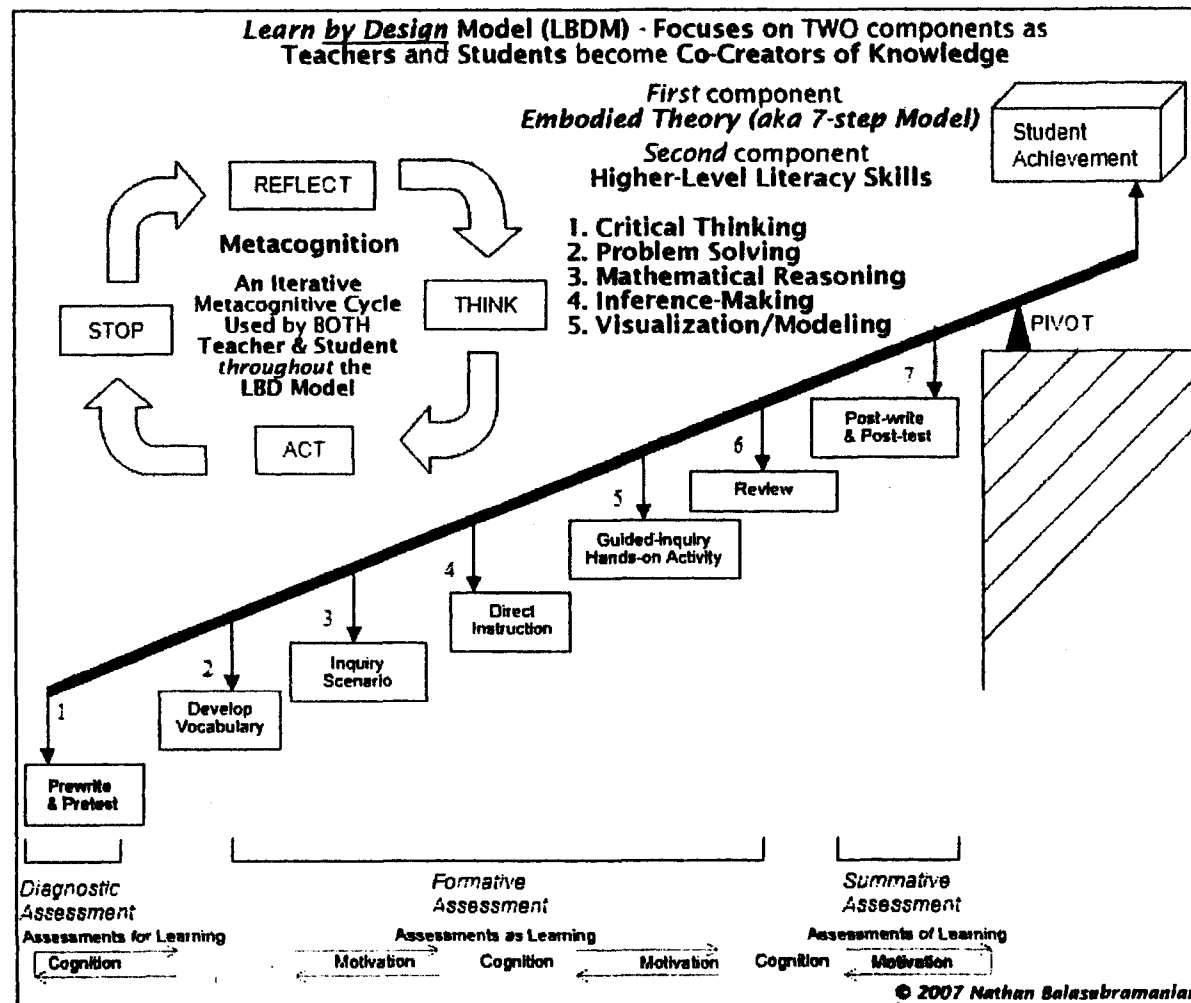 Learn by Design Model (LBDM) - Focuses on TWO components as
Teachers and Students become Co-Creators of Knowledge
First component
Embodied Theory (aka 7-step Model)
Second component
Higher-Level Literacy Skills
1. Critical Thinking
2. Problem Solving
3. Mathematical Reasoning
4. Inference-Making
5. Visualization/Modeling
Student
Achievement
REFLECT
Metacognition
An Iterative
Metacognitive Cycle
Used by BOTH
Teacher & Student
throughout the
LBD Model
STOP
THINK
ACT
PIVOT
7
Post-write
& Post-test
6
Review
5
Guided-Inquiry
Hands-on Activity
4
Direct
Instruction
3
Inquiry
Scenario
2
Develop
Vocabulary
1
Prewrite
& Pretest
Diagnostic
Assessment
Formative
Assessment
Summative
Assessment
Assessments for Learning
Assessments as Learning
Assessments of Learning
Cognition
Motivation
Cognition
Motivation
Cognition
Motivation
© 2007 Nathan Balasubramanian